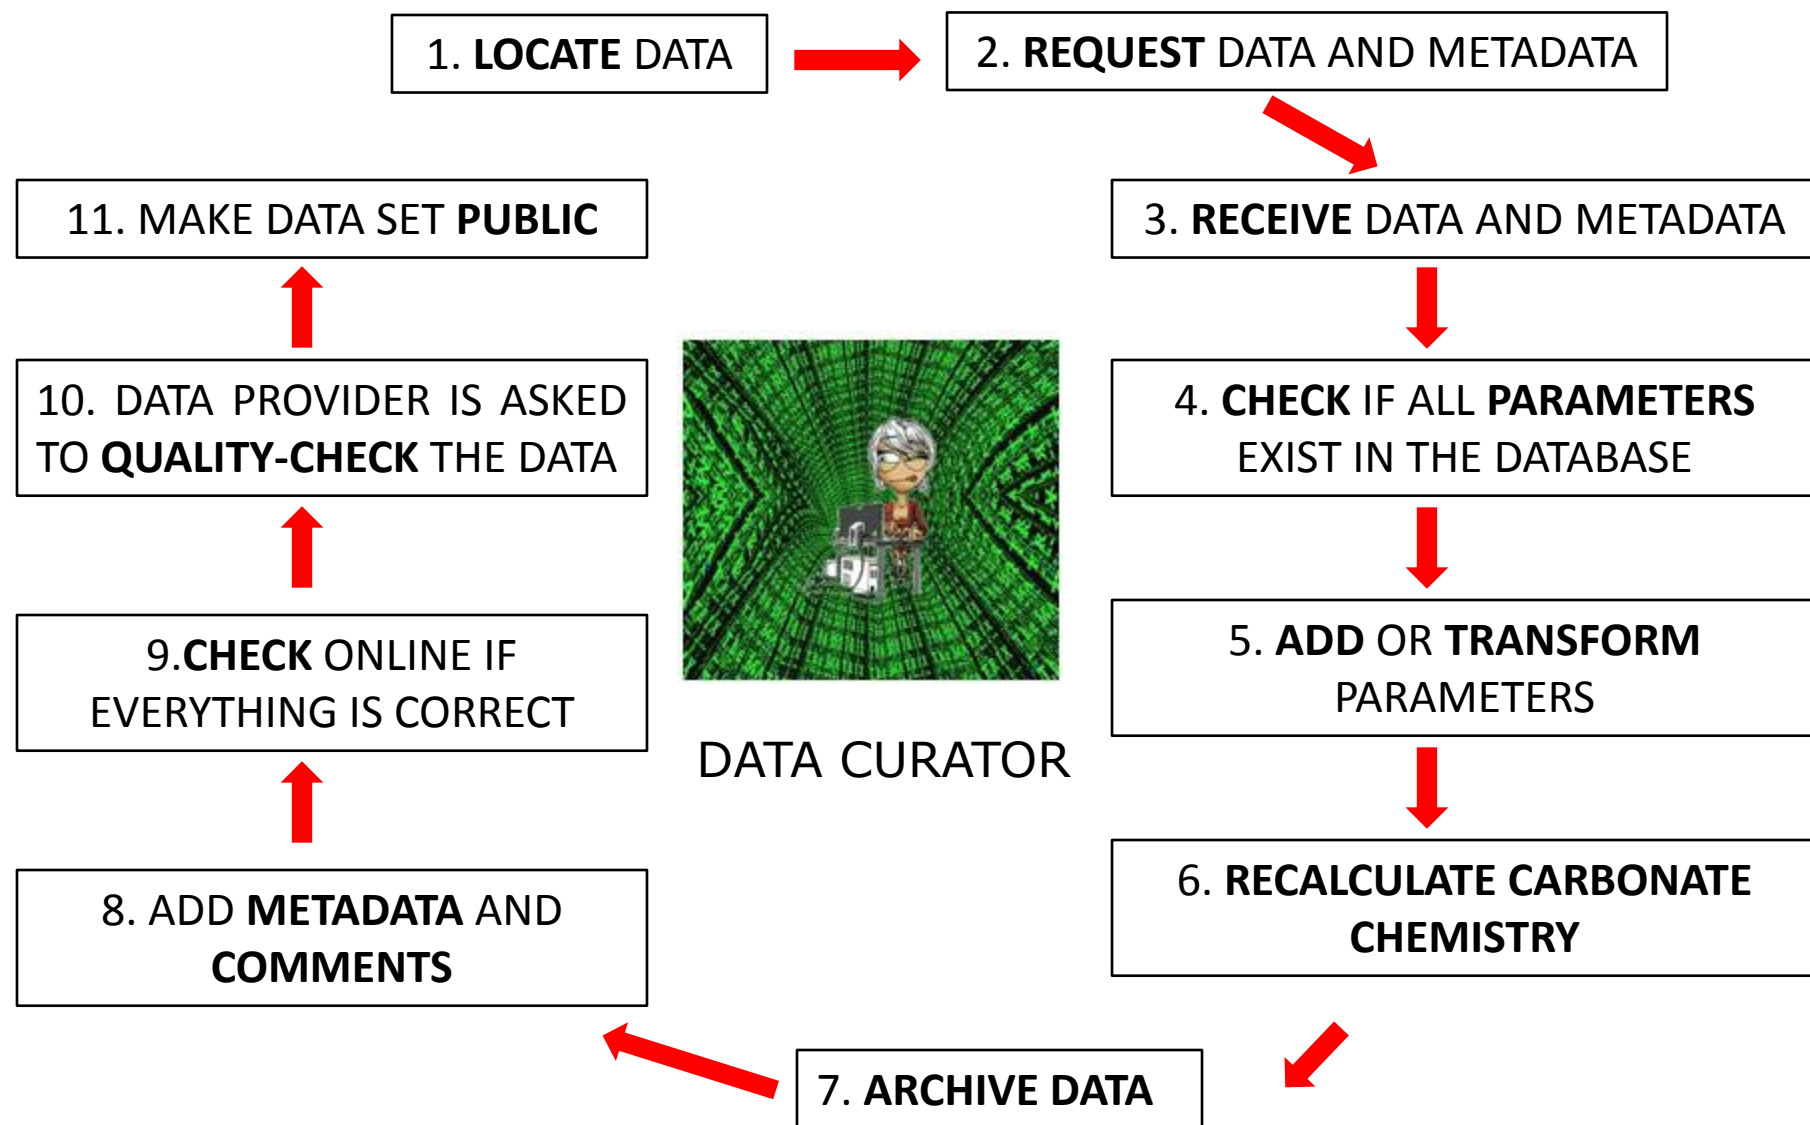 1. LOCATE DATA
2. REQUEST DATA AND METADATA
3. RECEIVE DATA AND METADATA
4. CHECK IF ALL PARAMETERS
EXIST IN THE DATABASE
5. ADD OR TRANSFORM
PARAMETERS
6. RECALCULATE CARBONATE
CHEMISTRY
7. ARCHIVE DATA
8. ADD METADATA AND
COMMENTS
9.CHECK ONLINE IF
EVERYTHING IS CORRECT
10. DATA PROVIDER IS ASKED
TO QUALITY-CHECK THE DATA
11. MAKE DATA SET PUBLIC
DATA CURATOR